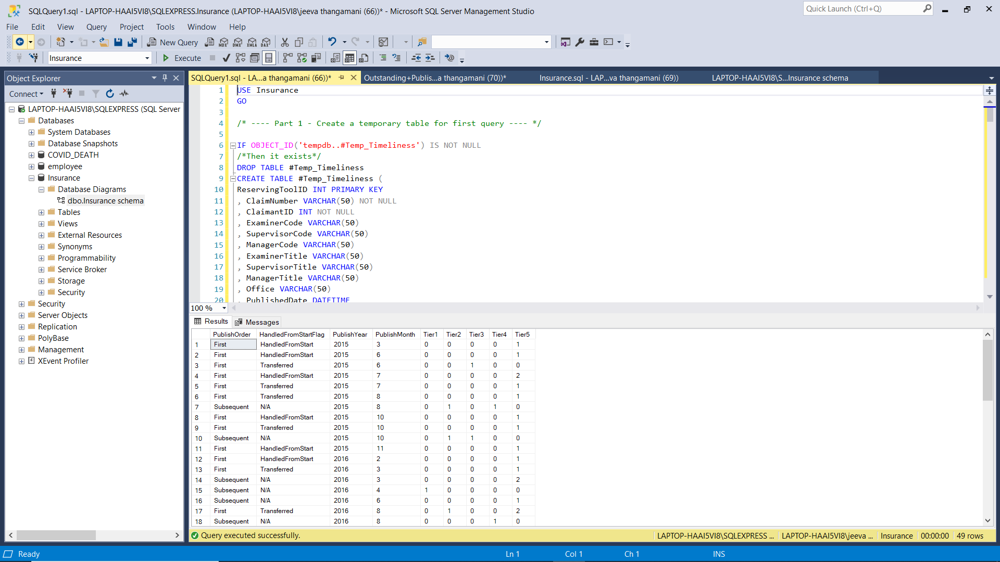 SQLQuery1.sql - LAPTOP-HAAI5VI8\SQLEXPRESS.Insurance (LAPTOP-HAAI5VI8\jeeva thangamani (66))* - Microsoft SQL Server Management Studio
Quick Launch (Ctrl+Q)
File Edit View Query Project Tools Window Help
New Query MDX DMX XMLA DAX
Insurance Execute
Object Explorer
Connect
LAPTOP-HAAI5VI8\SQLEXPRESS (SQL Server
Databases
System Databases
Database Snapshots
COVID_DEATH
employee
Insurance
Database Diagrams
dbo.Insurance schema
Tables
Views
External Resources
Synonyms
Programmability
Service Broker
Storage
Security
Security
Server Objects
Replication
PolyBase
Management
XEvent Profiler
SQLQuery1.sql - LA...a thangamani (66))* Outstanding+Publis...a thangamani (70))* Insurance.sql - LAP...va thangamani (69)) LAPTOP-HAAI5VI8\S...Insurance schema
1 USE Insurance
2 GO
3
4 /* ---- Part 1 - Create a temporary table for first query ---- */
5
6 IF OBJECT_ID('tempdb..#Temp_Timeliness') IS NOT NULL
7 /*Then it exists*/
8 DROP TABLE #Temp_Timeliness
9 CREATE TABLE #Temp_Timeliness (
10 ReservingToolID INT PRIMARY KEY
11 , ClaimNumber VARCHAR(50) NOT NULL
12 , ClaimantID INT NOT NULL
13 , ExaminerCode VARCHAR(50)
14 , SupervisorCode VARCHAR(50)
15 , ManagerCode VARCHAR(50)
16 , ExaminerTitle VARCHAR(50)
17 , SupervisorTitle VARCHAR(50)
18 , ManagerTitle VARCHAR(50)
19 , Office VARCHAR(50)
20 , PublishedDate DATETIME
100 %
Results Messages
PublishOrder HandledFromStartFlag PublishYear PublishMonth Tier1 Tier2 Tier3 Tier4 Tier5
1 First HandledFromStart 2015 3 0 0 0 0 1
2 First HandledFromStart 2015 6 0 0 0 0 1
3 First Transferred 2015 6 0 0 1 0 0
4 First HandledFromStart 2015 7 0 0 0 0 2
5 First Transferred 2015 7 0 0 0 0 1
6 First Transferred 2015 8 0 0 0 0 1
7 Subsequent N/A 2015 8 0 1 0 1 0
8 First HandledFromStart 2015 10 0 0 0 0 1
9 First Transferred 2015 10 0 0 0 0 1
10 Subsequent N/A 2015 10 0 1 1 0 0
11 First HandledFromStart 2015 11 0 0 0 0 1
12 First HandledFromStart 2016 2 0 0 0 0 1
13 First Transferred 2016 3 0 0 0 0 1
14 Subsequent N/A 2016 3 0 0 0 0 2
15 Subsequent N/A 2016 4 1 0 0 0 0
16 Subsequent N/A 2016 6 0 0 0 0 1
17 First Transferred 2016 8 0 1 0 0 2
18 Subsequent N/A 2016 8 0 0 0 1 0
Query executed successfully. LAPTOP-HAAI5VI8\SQLEXPRESS ... LAPTOP-HAAI5VI8\jeeva ... Insurance 00:00:00 49 rows
Ready Ln 1 Col 1 Ch 1 INS